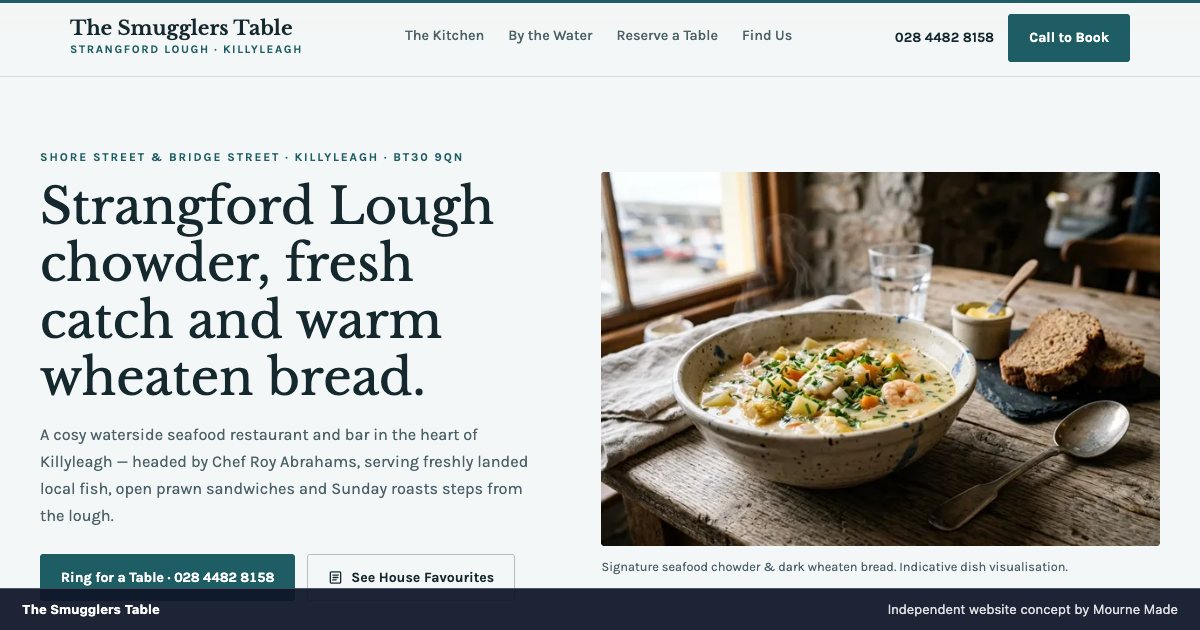 The Smugglers Table
STRANGFORD LOUGH · KILLYLEAGH
The Kitchen
By the Water
Reserve a Table
Find Us
028 4482 8158
Call to Book
SHORE STREET & BRIDGE STREET · KILLYLEAGH · BT30 9QN
Strangford Lough
chowder, fresh
catch and warm
wheaten bread.
A cosy waterside seafood restaurant and bar in the heart of
Killyleagh — headed by Chef Roy Abrahams, serving freshly landed
local fish, open prawn sandwiches and Sunday roasts steps from
the lough.
Ring for a Table · 028 4482 8158
See House Favourites
Signature seafood chowder & dark wheaten bread. Indicative dish visualisation.
The Smugglers Table
Independent website concept by Mourne Made